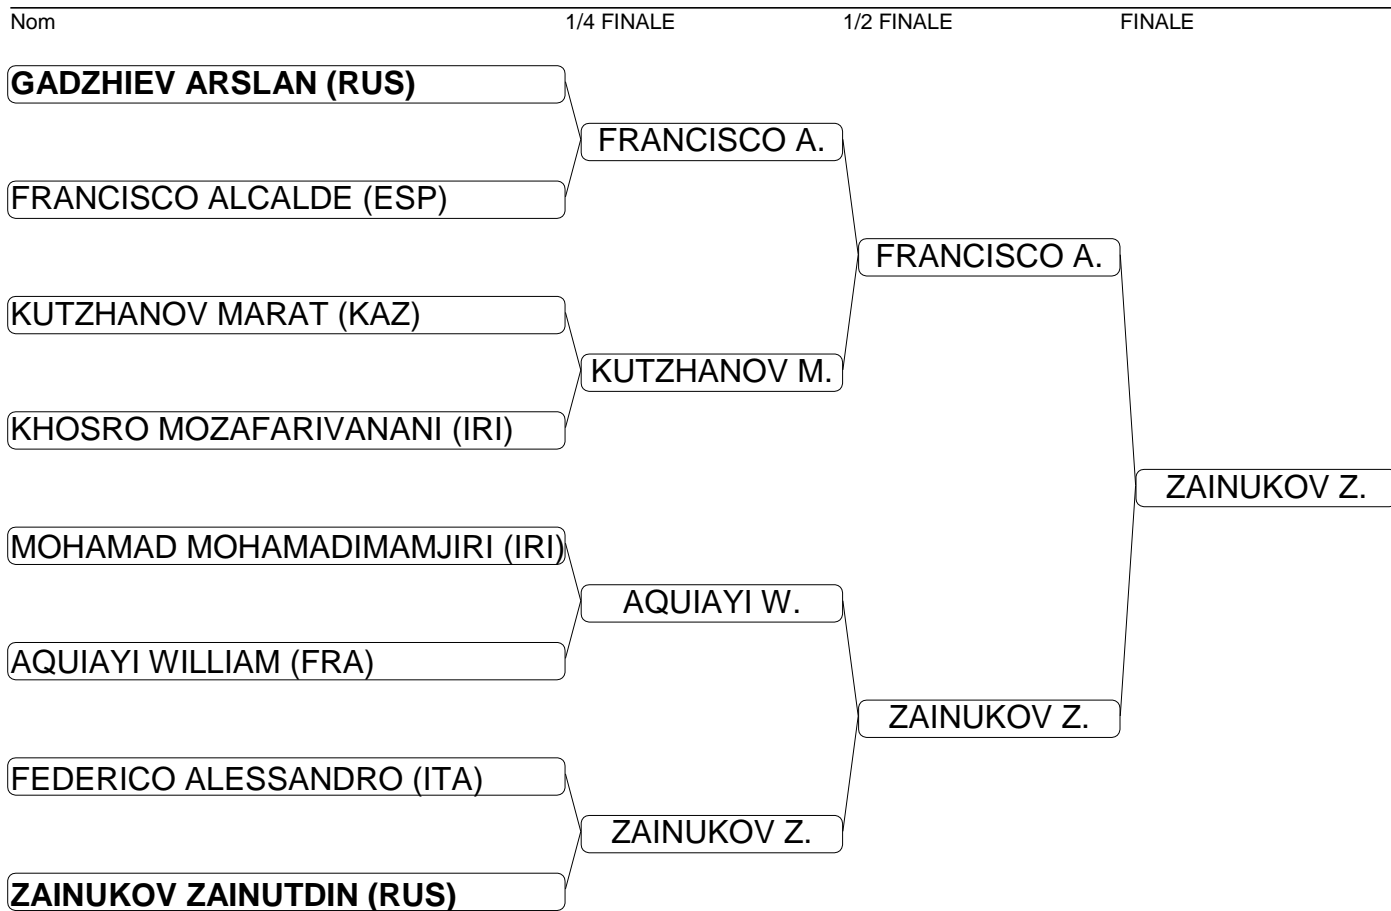 Nom 1/4 FINALE 1/2 FINALE FINALE
GADZHIEV ARSLAN (RUS)
FRANCISCO A.
FRANCISCO ALCALDE (ESP)
FRANCISCO A.
KUTZHANOV MARAT (KAZ)
KUTZHANOV M.
KHOSRO MOZAFARIVANANI (IRI)
ZAINUKOV Z.
MOHAMAD MOHAMADIMAMJIRI (IRI)
AQUIAYI W.
AQUIAYI WILLIAM (FRA)
ZAINUKOV Z.
FEDERICO ALESSANDRO (ITA)
ZAINUKOV Z.
ZAINUKOV ZAINUTDIN (RUS)